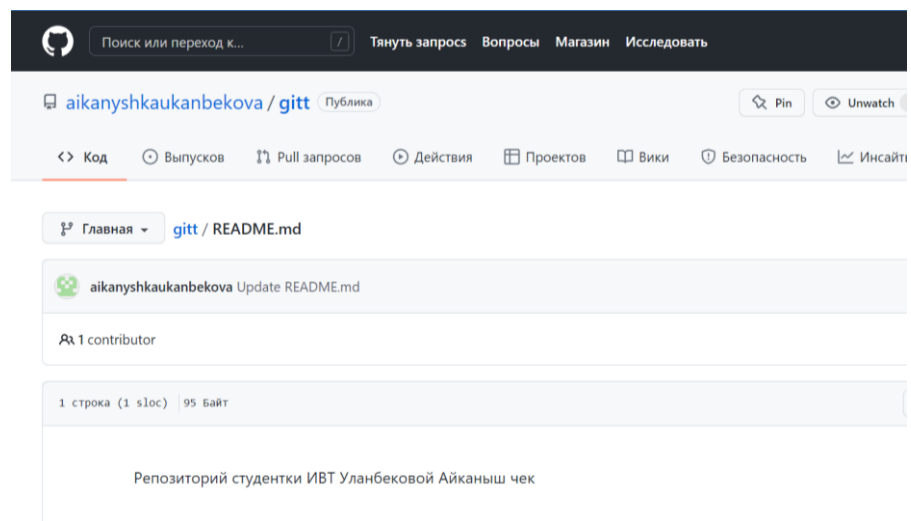 Поиск или переход к... / Тянуть запросs Вопросы Магазин Исследовать
aikanyshkaukanbekova / gitt Публика Pin Unwatch
<> Код Выпусков Pull запросов Действия Проектов Вики Безопасность Инсайты
Главная gitt / README.md
aikanyshkaukanbekova Update README.md
1 contributor
1 строка (1 sloc) 95 Байт
Репозиторий студентки ИВТ Уланбековой Айканыш чек